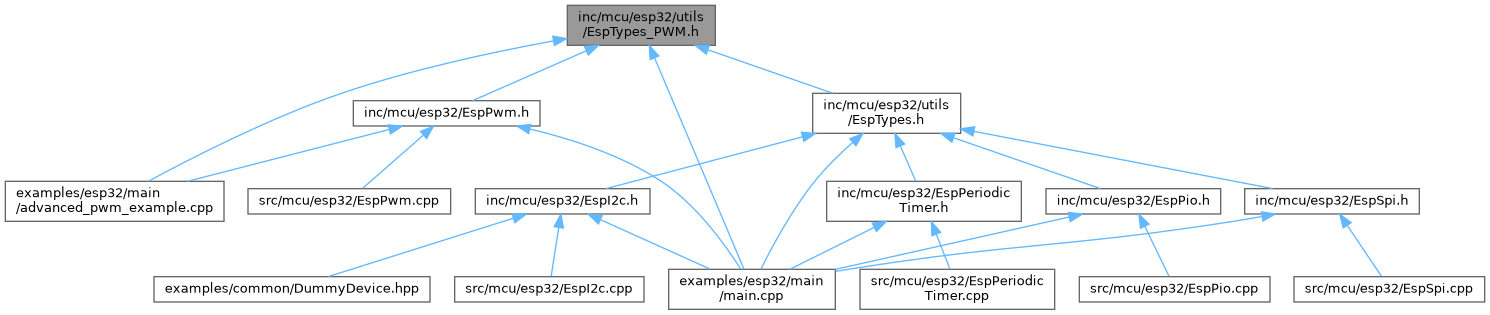 inc/mcu/esp32/utils
/EspTypes_PWM.h
inc/mcu/esp32/EspPwm.h
inc/mcu/esp32/utils
/EspTypes.h
examples/esp32/main
/advanced_pwm_example.cpp
src/mcu/esp32/EspPwm.cpp
inc/mcu/esp32/EspI2c.h
inc/mcu/esp32/EspPeriodic
Timer.h
inc/mcu/esp32/EspPio.h
inc/mcu/esp32/EspSpi.h
examples/common/DummyDevice.hpp
src/mcu/esp32/EspI2c.cpp
examples/esp32/main
/main.cpp
src/mcu/esp32/EspPeriodic
Timer.cpp
src/mcu/esp32/EspPio.cpp
src/mcu/esp32/EspSpi.cpp